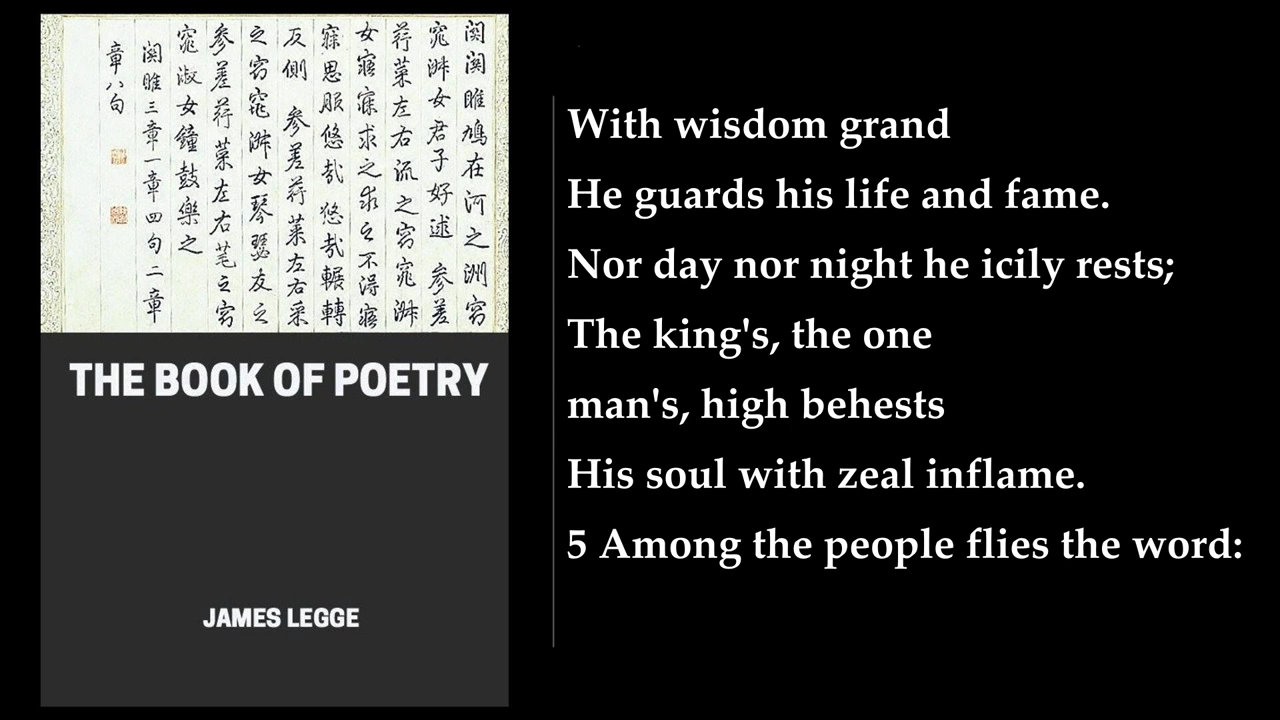 關關雎鳩在河之洲窈
窕淑女君子好逑 参差
荇菜左右流之窈窕淑
女寤寐求之求之不得寤
寐思服悠哉悠哉輾轉
反側 参差荇菜左右采
之窈窕淑女琴瑟友之
参差荇菜左右芼之窈
窕淑女鐘鼓樂之
關雎三章一章四句二章
章八句
THE BOOK OF POETRY
JAMES LEGGE
With wisdom grand
He guards his life and fame.
Nor day nor night he icily rests;
The king's, the one
man's, high behests
His soul with zeal inflame.
5 Among the people flies the word: